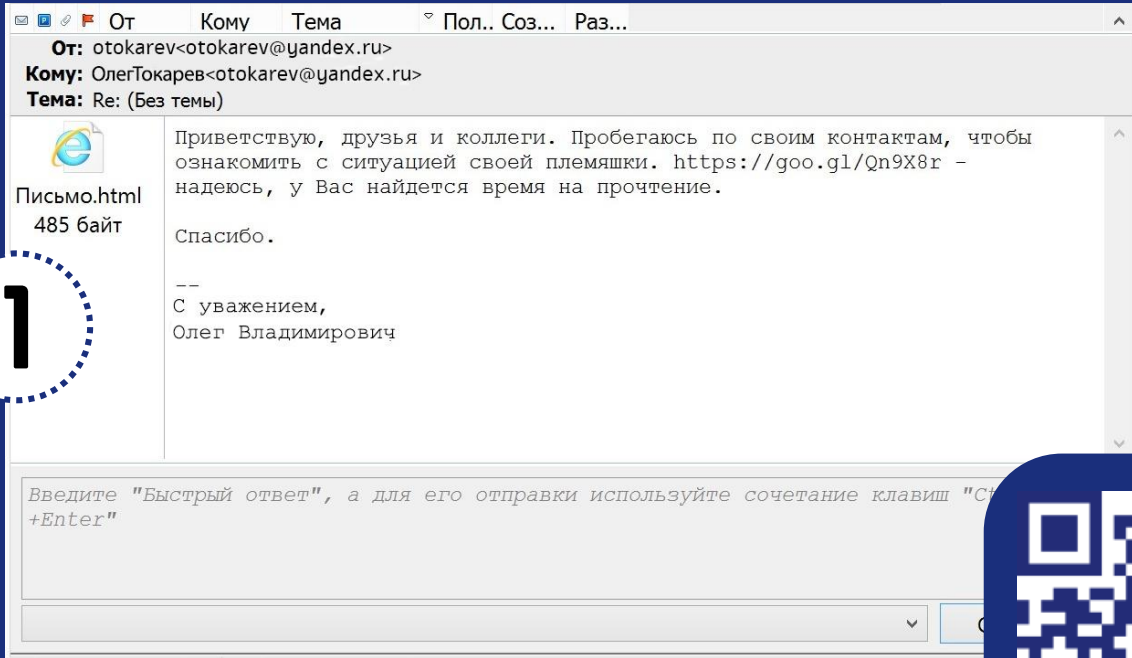 От Кому Тема Пол.. Соз... Раз...
От: otokarev<otokarev@yandex.ru>
Кому: ОлегТокарев<otokarev@yandex.ru>
Тема: Re: (Без темы)
Письмо.html
485 байт
Приветствую, друзья и коллеги. Пробегаюсь по своим контактам, чтобы
ознакомить с ситуацией своей племяшки. https://goo.gl/Qn9X8r -
надеюсь, у Вас найдется время на прочтение.
Спасибо.
--
С уважением,
Олег Владимирович
1
Введите "Быстрый ответ", а для его отправки используйте сочетание клавиш
+Enter"